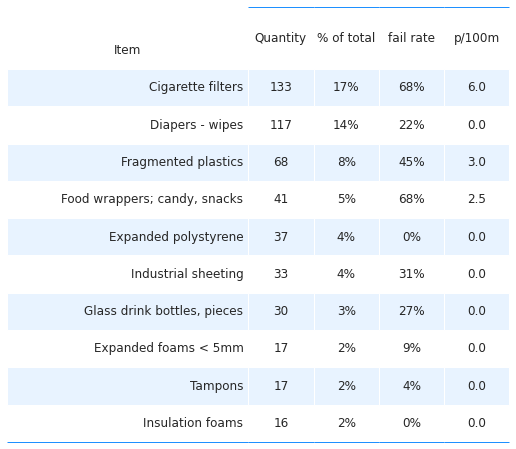 Item Quantity % of total fail rate p/100m
Cigarette filters 133 17% 68% 6.0
Diapers - wipes 117 14% 22% 0.0
Fragmented plastics 68 8% 45% 3.0
Food wrappers; candy, snacks 41 5% 68% 2.5
Expanded polystyrene 37 4% 0% 0.0
Industrial sheeting 33 4% 31% 0.0
Glass drink bottles, pieces 30 3% 27% 0.0
Expanded foams < 5mm 17 2% 9% 0.0
Tampons 17 2% 4% 0.0
Insulation foams 16 2% 0% 0.0